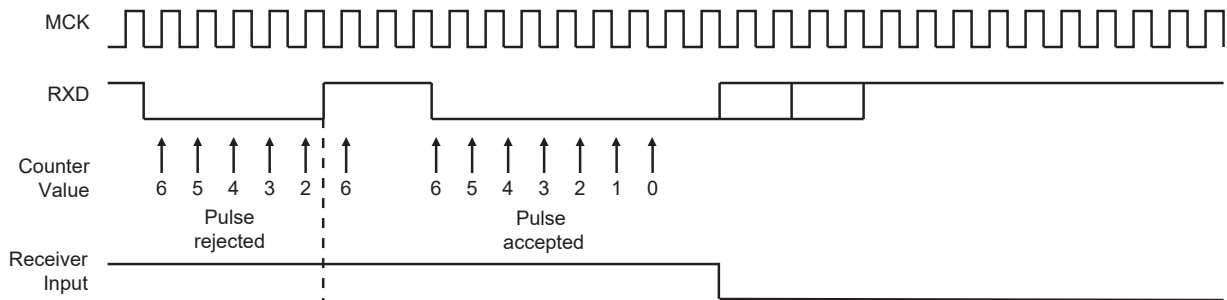 MCK
RXD
Counter
Value
6 5 4 3 2 6 6 5 4 3 2 1 0
Pulse
rejected
Pulse
accepted
Receiver
Input